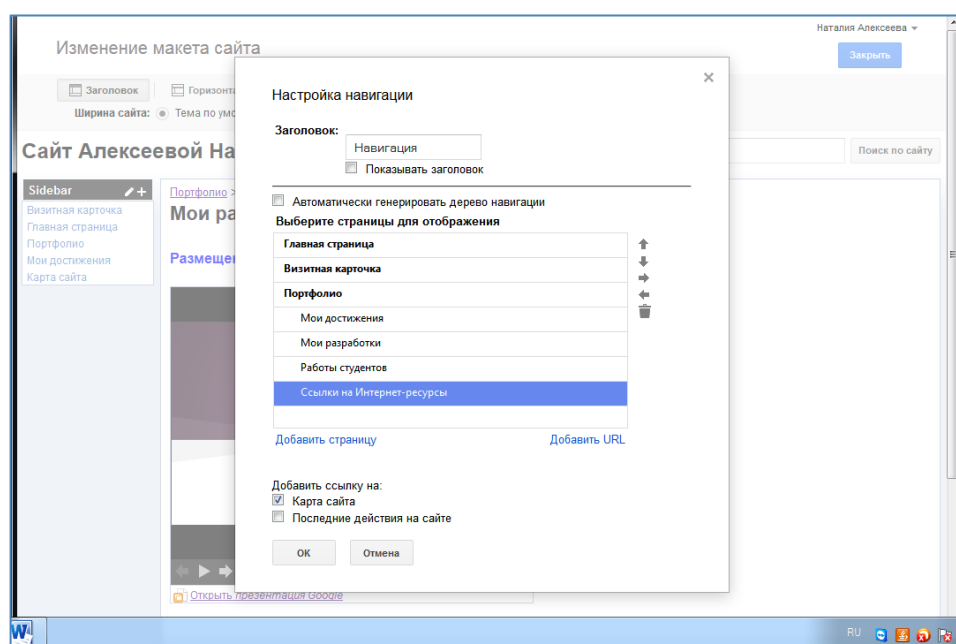 Наталия Алексеева
Изменение макета сайта
Закрыть
Заголовок
Горизонт
Ширина сайта: Тема по умо
Сайт Алексеевой На
Поиск по сайту
Sidebar
Визитная карточка
Главная страница
Портфолио
Мои достижения
Карта сайта
Портфолио >
Мои ра
Размещен
Открыть презентация Google
Настройка навигации
Заголовок:
Навигация
Показывать заголовок
Автоматически генерировать дерево навигации
Выберите страницы для отображения
Главная страница
Визитная карточка
Портфолио
Мои достижения
Мои разработки
Работы студентов
Ссылки на Интернет-ресурсы
Добавить страницу
Добавить URL
Добавить ссылку на:
Карта сайта
Последние действия на сайте
ОК
Отмена
RU